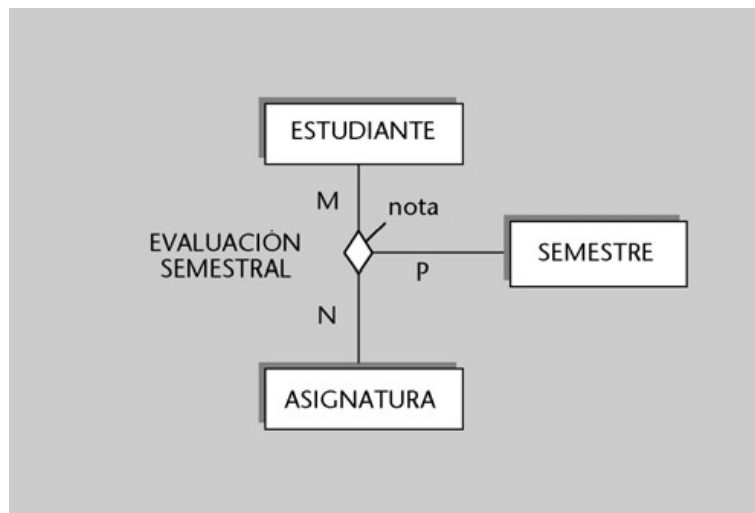 ESTUDIANTE
M
nota
EVALUACIÓN
SEMESTRAL
SEMESTRE
P
N
ASIGNATURA